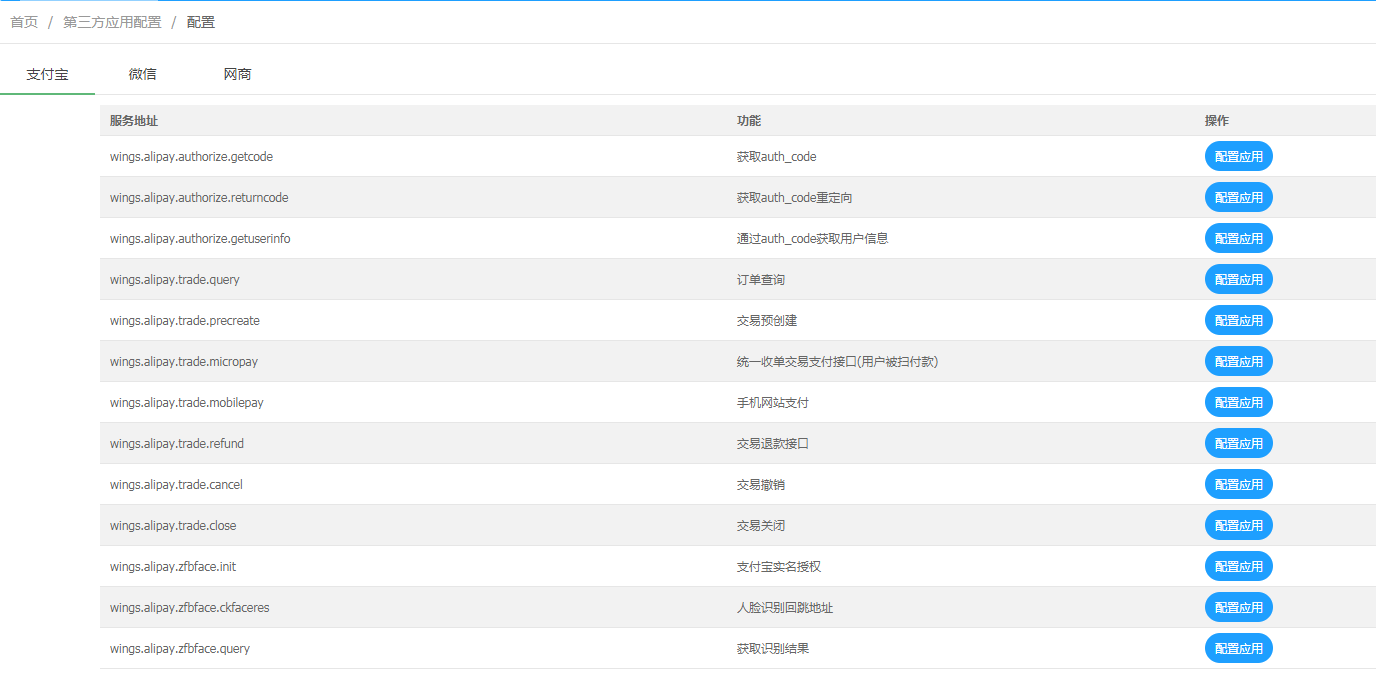 首页 / 第三方应用配置 / 配置
支付宝 微信 网商
服务地址 功能 操作
wings.alipay.authorize.getcode 获取auth_code 配置应用
wings.alipay.authorize.returncode 获取auth_code重定向 配置应用
wings.alipay.authorize.getuserinfo 通过auth_code获取用户信息 配置应用
wings.alipay.trade.query 订单查询 配置应用
wings.alipay.trade.precreate 交易预创建 配置应用
wings.alipay.trade.micropay 统一收单交易支付接口(用户被扫付款) 配置应用
wings.alipay.trade.mobilepay 手机网站支付 配置应用
wings.alipay.trade.refund 交易退款接口 配置应用
wings.alipay.trade.cancel 交易撤销 配置应用
wings.alipay.trade.close 交易关闭 配置应用
wings.alipay.zfbface.init 支付宝实名授权 配置应用
wings.alipay.zfbface.ckfaceres 人脸识别回跳地址 配置应用
wings.alipay.zfbface.query 获取识别结果 配置应用